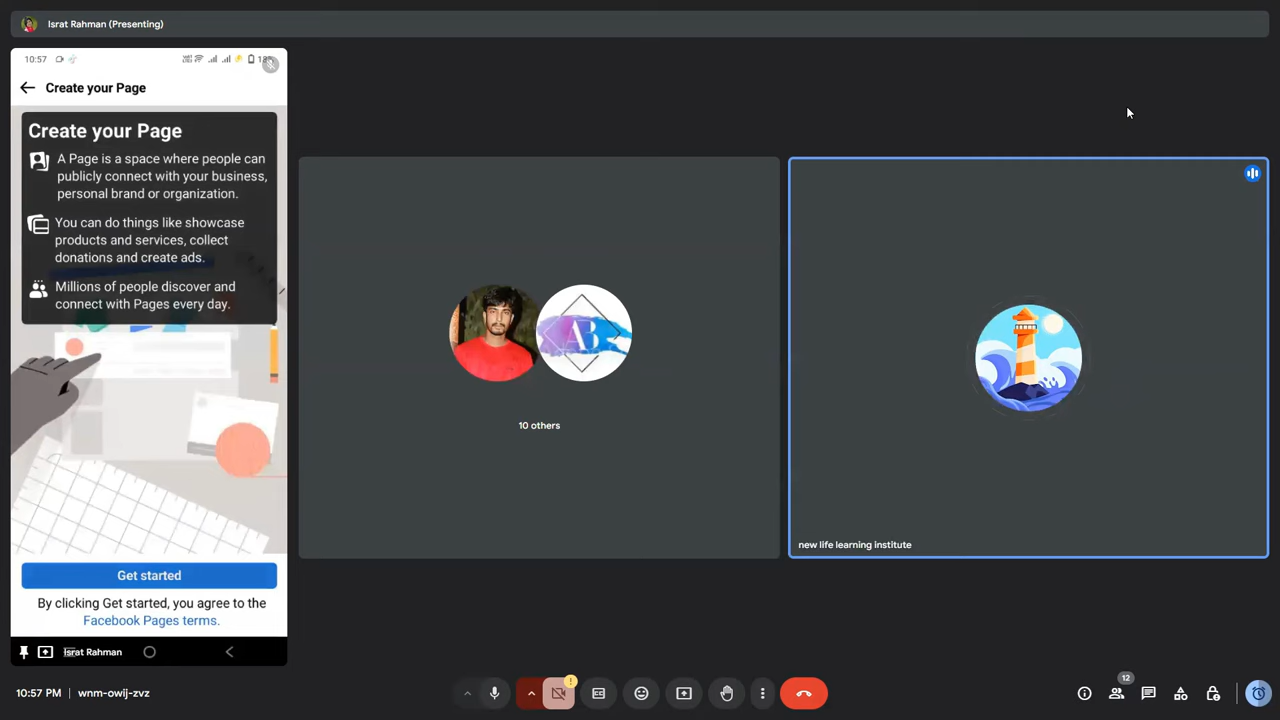 Israt Rahman (Presenting)
10:57
Create your Page
Create your Page
A Page is a space where people can
publicly connect with your business,
personal brand or organization.
You can do things like showcase
products and services, collect
donations and create ads.
Millions of people discover and
connect with Pages every day.
Get started
By clicking Get started, you agree to the
Facebook Pages terms.
Israt Rahman
AB
10 others
new life learning institute
10:57 PM | wnm-owij-zvz
12